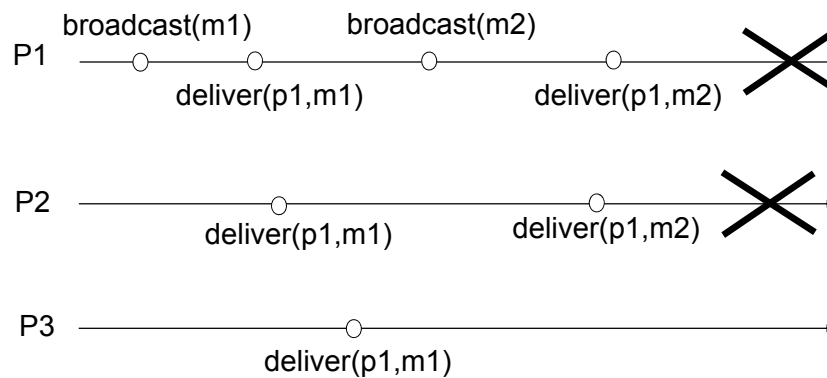 broadcast(m1) broadcast(m2)
P1
deliver(p1,m1) deliver(p1,m2)
P2
deliver(p1,m1) deliver(p1,m2)
P3
deliver(p1,m1)